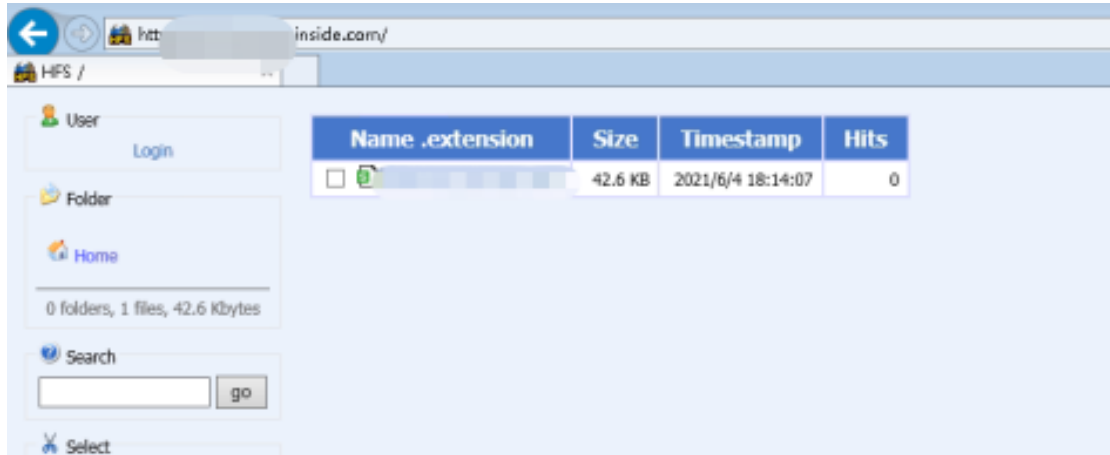 htt inside.com/
HFS /
User
Login
Folder
Home
0 folders, 1 files, 42.6 Kbytes
Search
go
Select
Name .extension Size Timestamp Hits
42.6 KB 2021/6/4 18:14:07 0